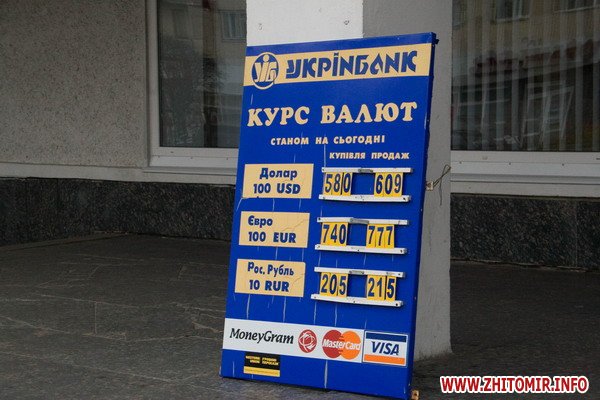 УКРІНБАНК
КУРС ВАЛЮТ
СТАНОМ НА СЬОГОДНІ
КУПІВЛЯ ПРОДАЖ
Долар
100 USD
580 609
Євро
100 EUR
740 777
Рос. Рубль
10 RUR
205 215
MoneyGram MasterCard VISA
WWW.ZHITOMIR.INFO